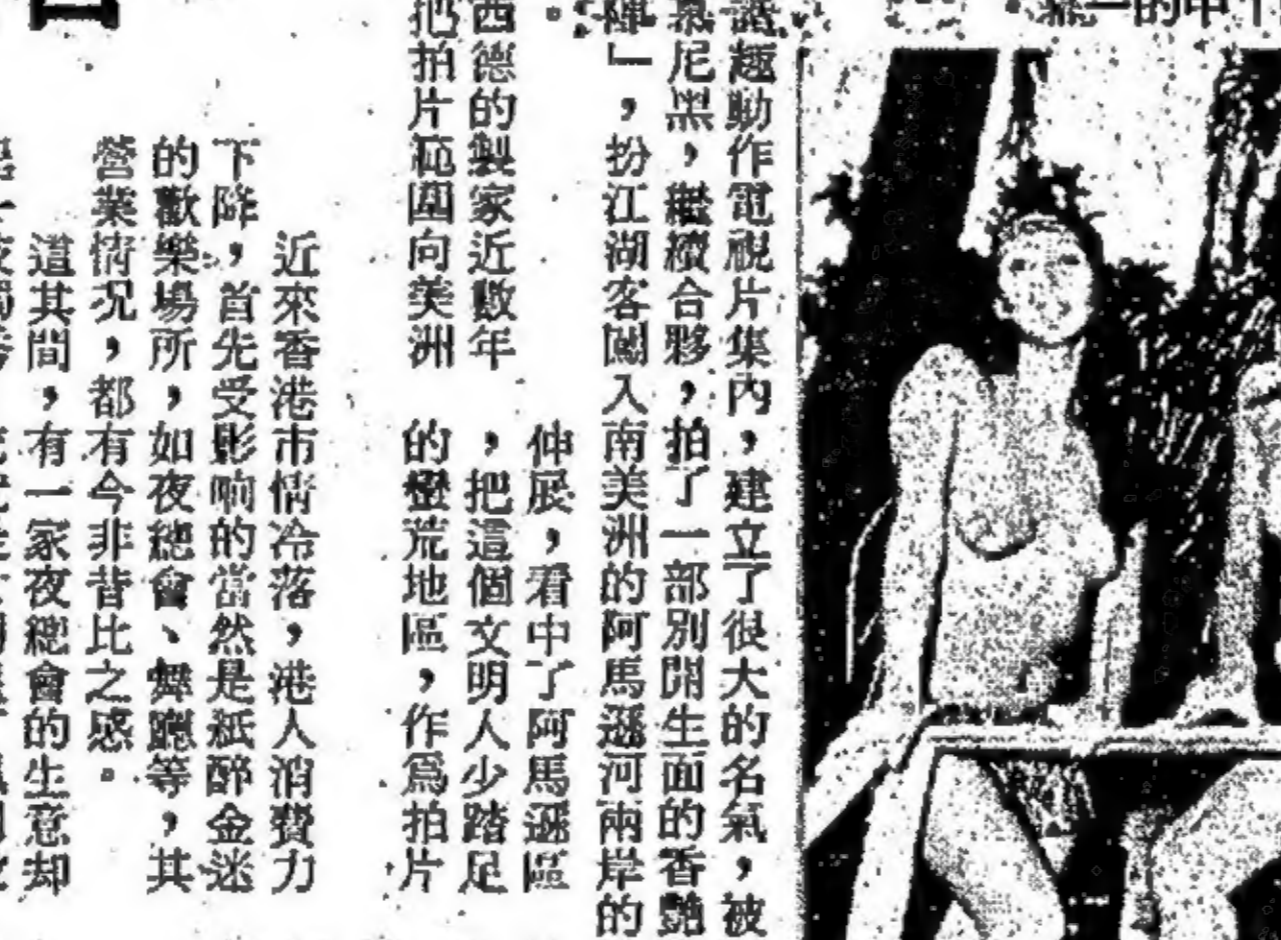 一的中
諧趣動作電視片集內，建立了很大的名氣，被
慕尼黑，繼續合夥，拍了一部別開生面的香艷
」，扮江湖客闖入南美洲的阿馬遜河兩岸的
。
西德的製家近數年
把拍片範圍向美洲
伸展，看中了阿馬遜區
，把這個文明人少踏足
的蠻荒地區，作爲拍片
近來香港市情冷落，港人消費力
下降，首先受影响的當然是紙醉金迷
的歡樂場所，如夜總會、舞廳等，其
營業情況，都有今非昔比之感。
這其間，有一家夜總會的生意却